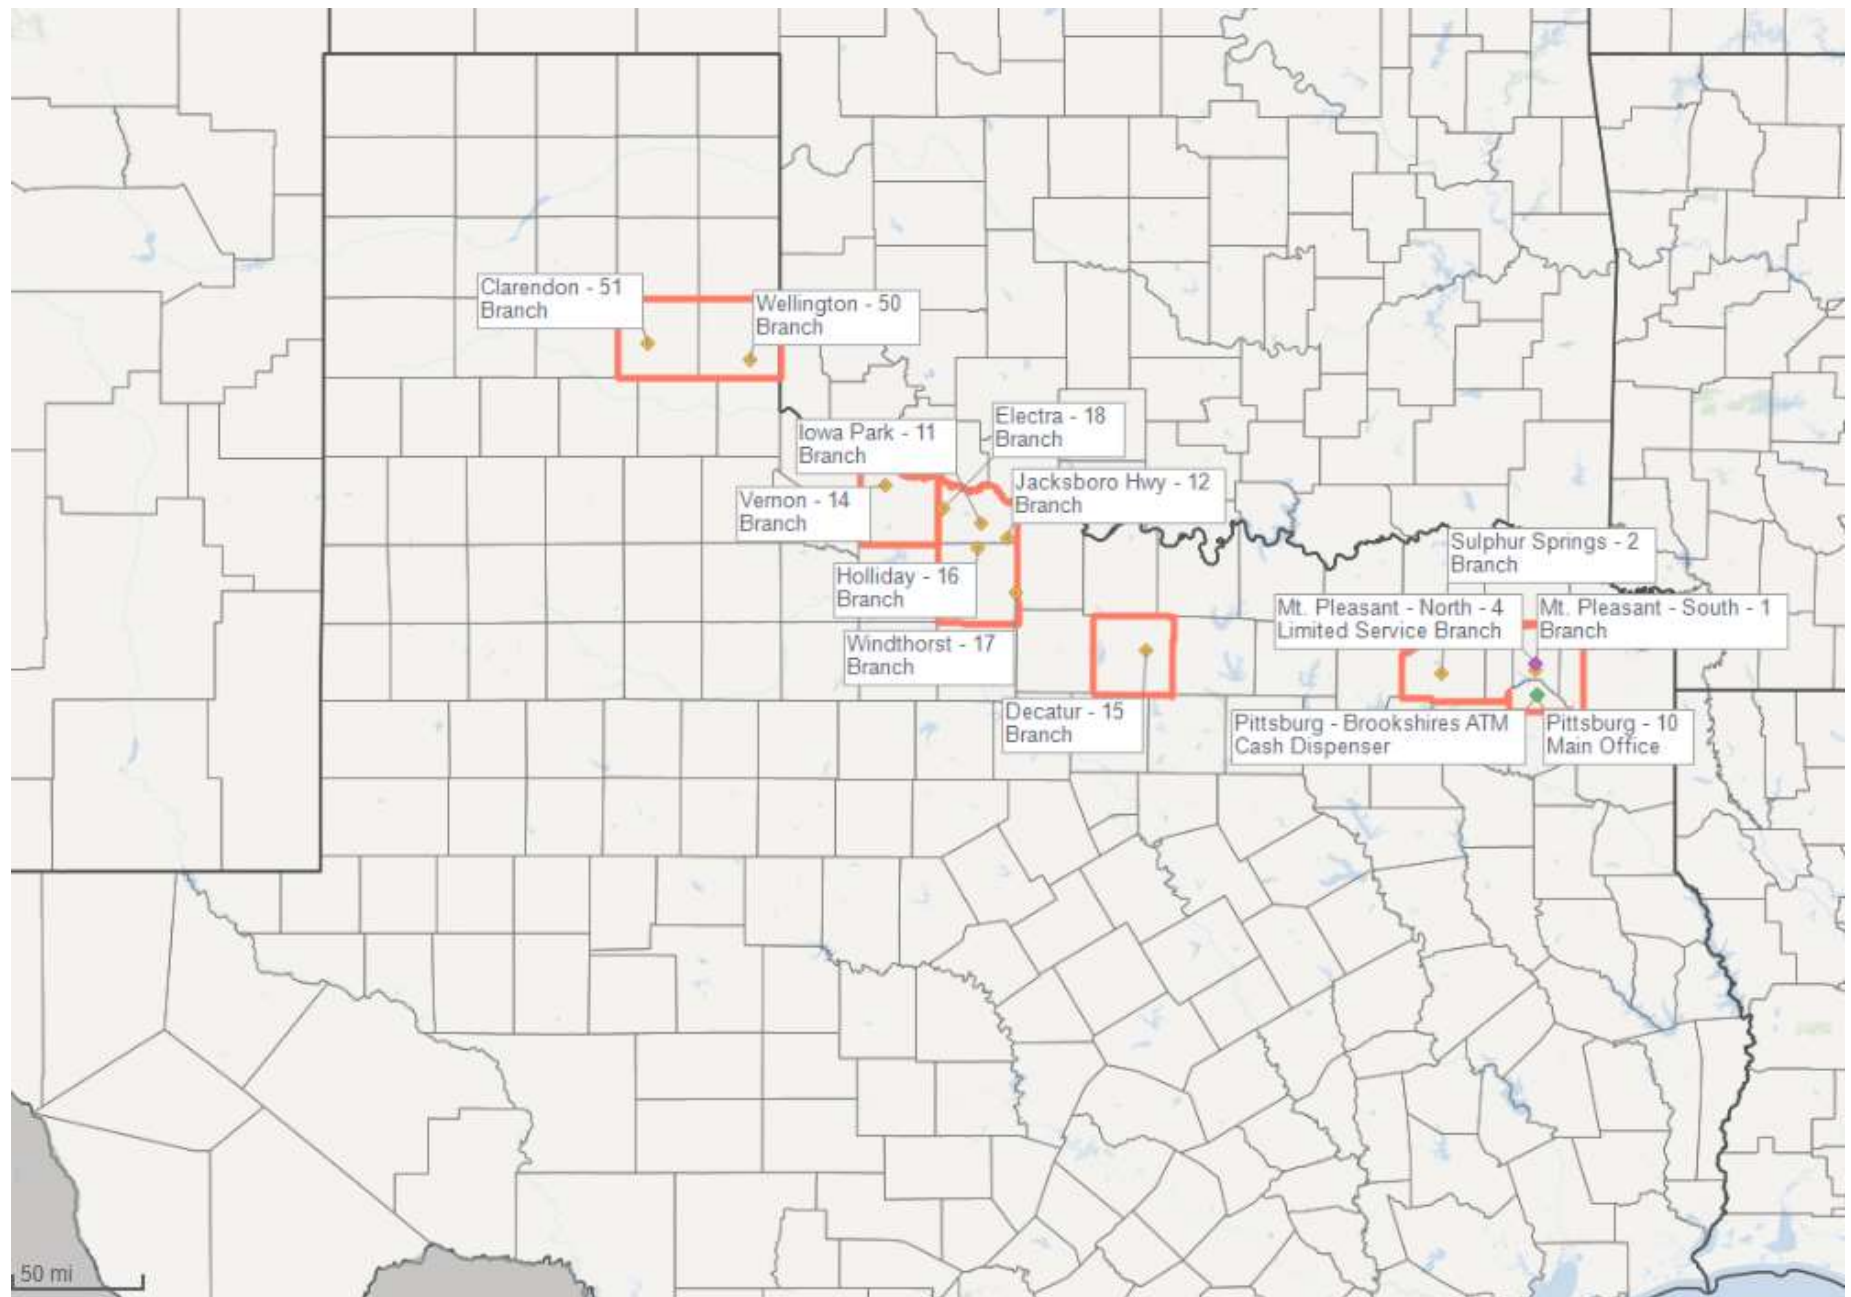 Clarendon - 51
Branch
Wellington - 50
Branch
Electra - 18
Branch
Iowa Park - 11
Branch
Jacksboro Hwy - 12
Branch
Vernon - 14
Branch
Sulphur Springs - 2
Branch
Holliday - 16
Branch
Mt. Pleasant - North - 4
Limited Service Branch
Mt. Pleasant - South - 1
Branch
Windthorst - 17
Branch
Decatur - 15
Branch
Pittsburg - Brookshires ATM
Cash Dispenser
Pittsburg - 10
Main Office
50 mi